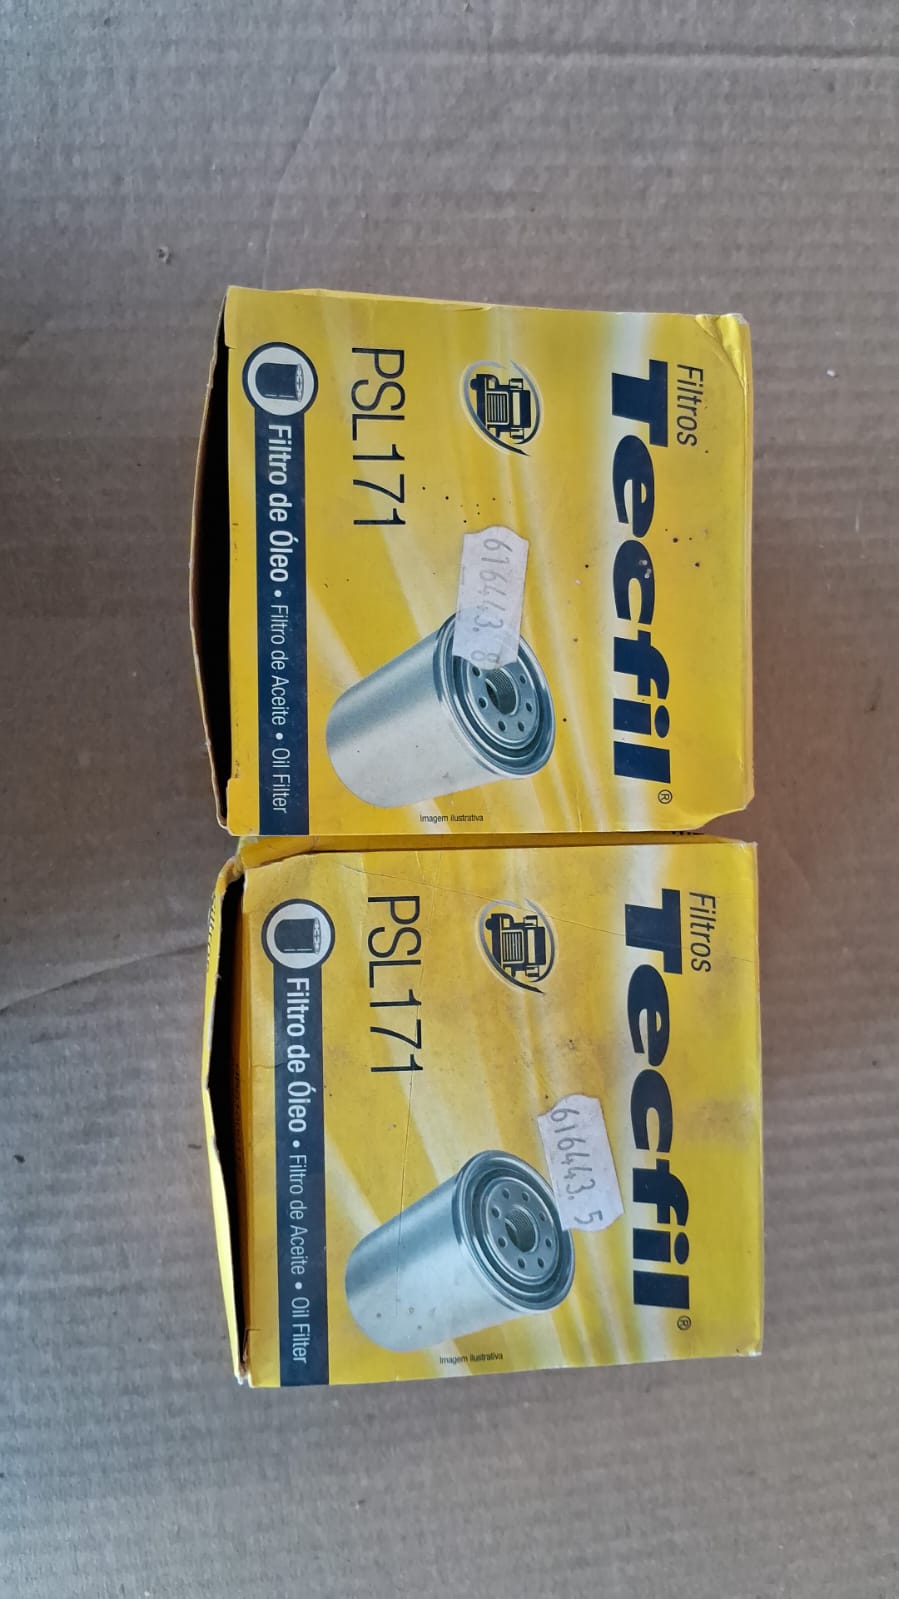 Filtros
Tecfil®
616443.8
PSL171
Imagem ilustrativa
Filtro de Óleo • Filtro de Aceite • Oil Filter
Filtros
Tecfil®
616443.5
PSL171
Imagem ilustrativa
Filtro de Óleo • Filtro de Aceite • Oil Filter